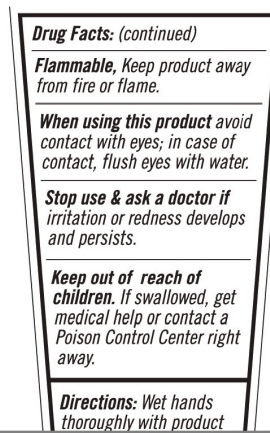 Drug Facts: (continued)
Flammable, Keep product away
from fire or flame.
When using this product avoid
contact with eyes; in case of
contact, flush eyes with water.
Stop use & ask a doctor if
irritation or redness develops
and persists.
Keep out of reach of
children. If swallowed, get
medical help or contact a
Poison Control Center right
away.
Directions: Wet hands
thoroughly with product